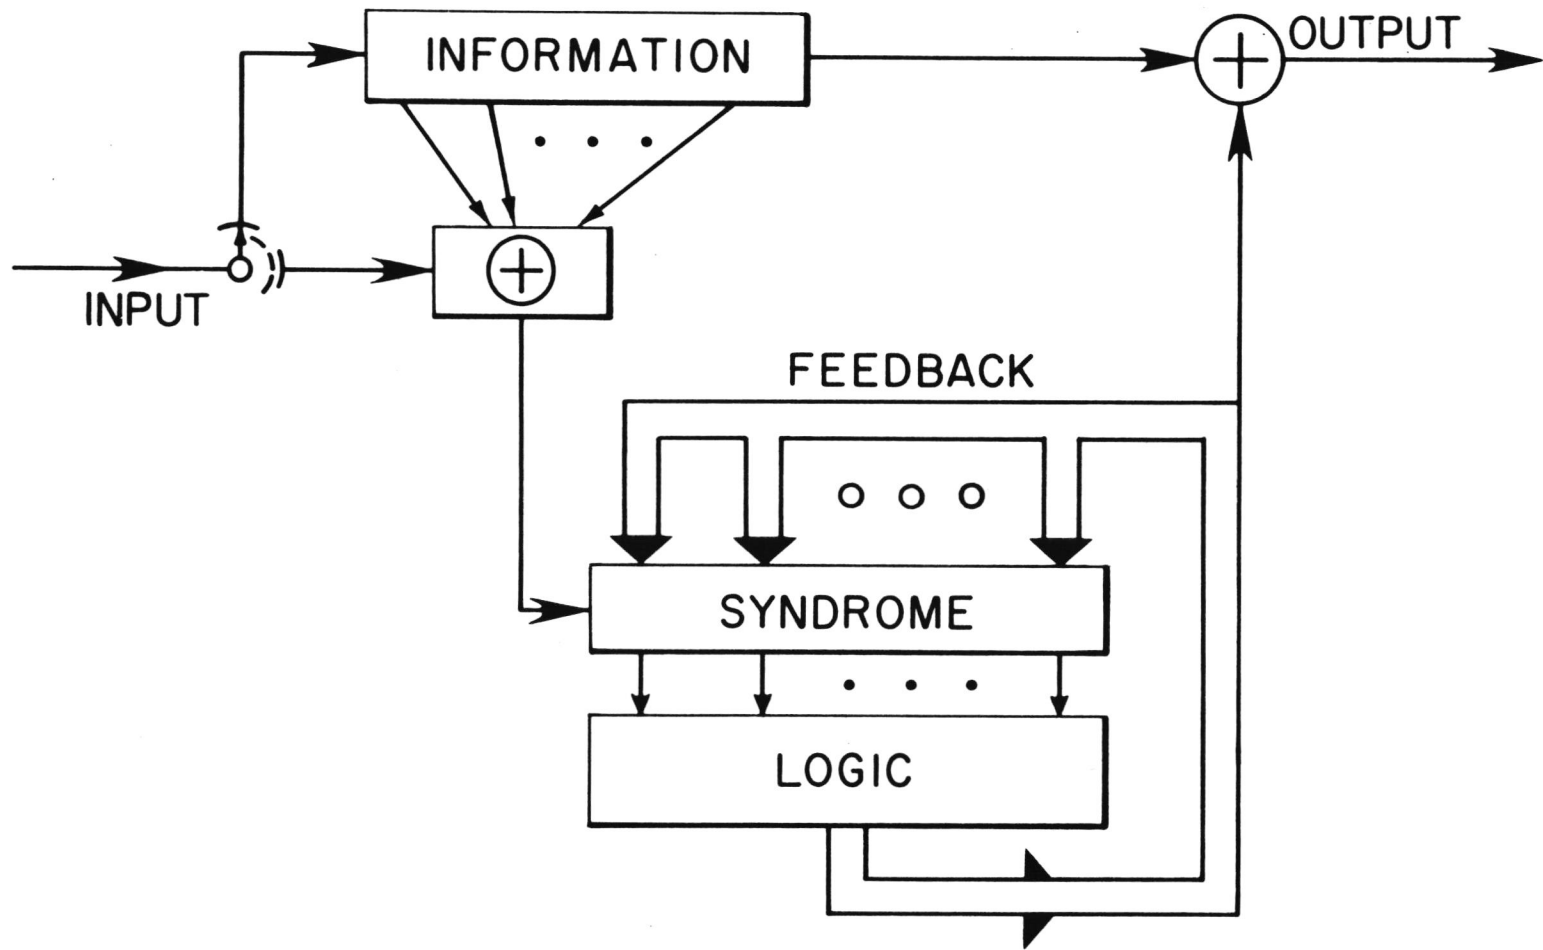 INFORMATION
OUTPUT
INPUT
FEEDBACK
SYNDROME
LOGIC